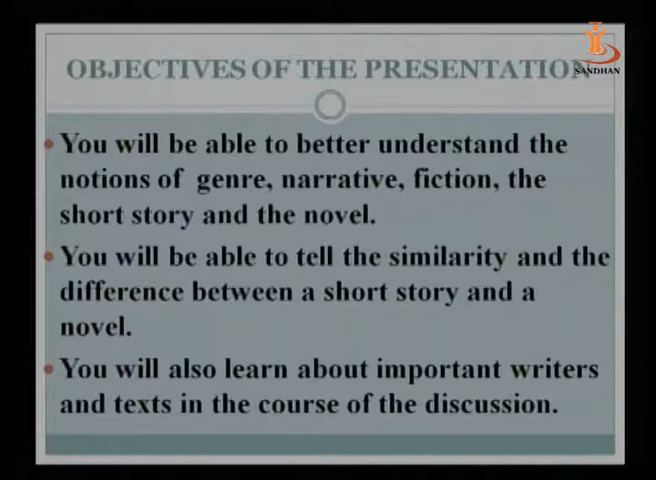 OBJECTIVES OF THE PRESENTATION
SANDHAN
You will be able to better understand the
notions of genre, narrative, fiction, the
short story and the novel.
You will be able to tell the similarity and the
difference between a short story and a
novel.
You will also learn about important writers
and texts in the course of the discussion.